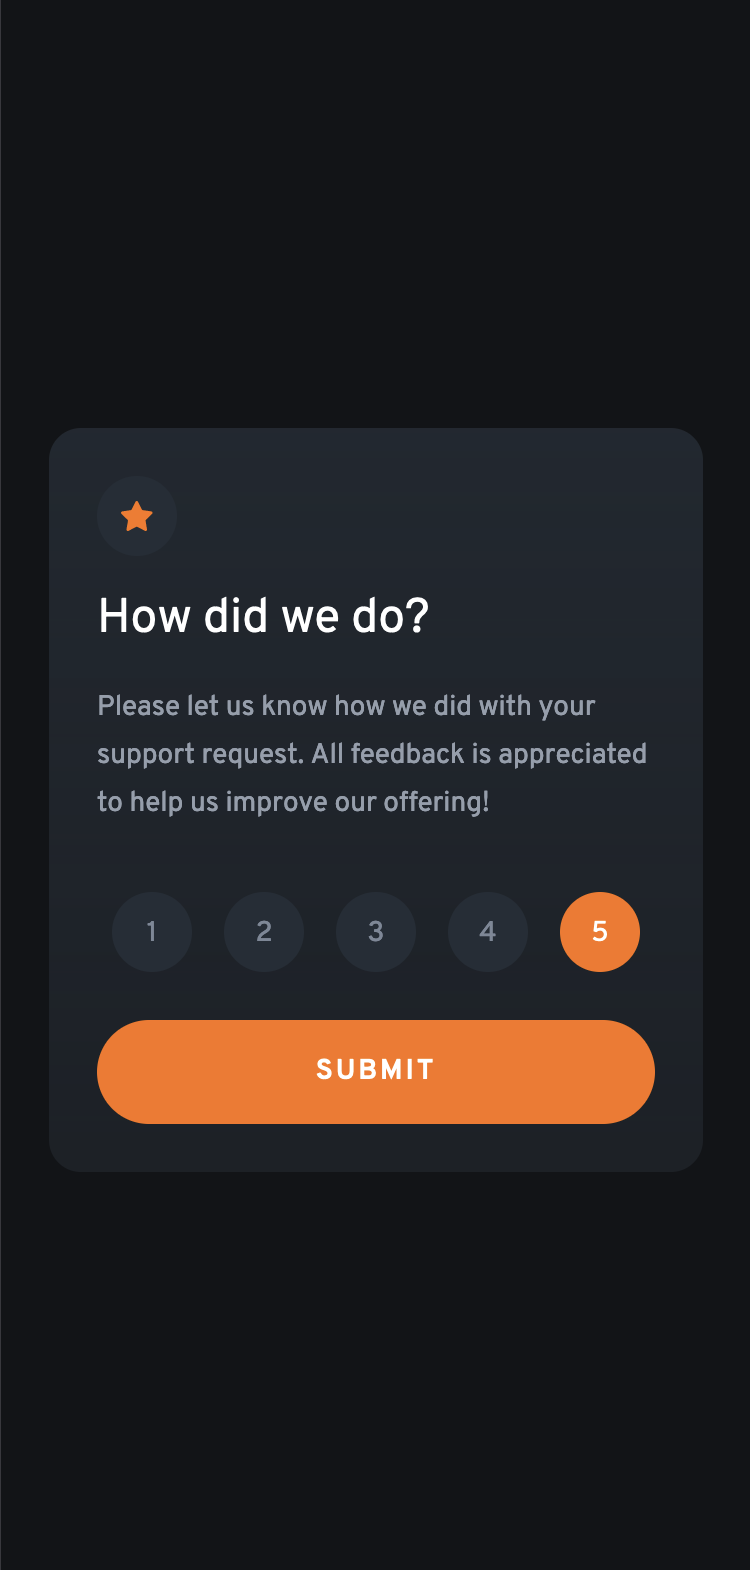 How did we do?
Please let us know how we did with your
support request. All feedback is appreciated
to help us improve our offering!
1 2 3 4 5
SUBMIT